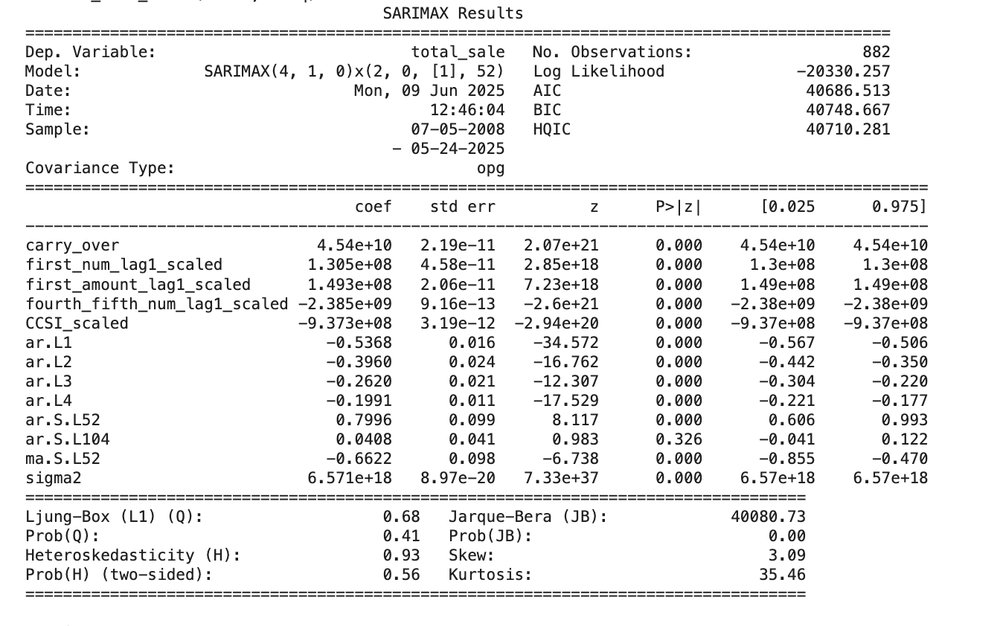 SARIMAX Results
==============================================================================================
Dep. Variable: total_sale No. Observations: 882
Model: SARIMAX(4, 1, 0)x(2, 0, [1], 52) Log Likelihood -20330.257
Date: Mon, 09 Jun 2025 AIC 40686.513
Time: 12:46:04 BIC 40748.667
Sample: 07-05-2008 HQIC 40710.281
- 05-24-2025
Covariance Type: opg
==================================================================================================
coef std err z P>|z| [0.025 0.975]
--------------------------------------------------------------------------------------------------
carry_over 4.54e+10 2.19e-11 2.07e+21 0.000 4.54e+10 4.54e+10
first_num_lag1_scaled 1.305e+08 4.58e-11 2.85e+18 0.000 1.3e+08 1.3e+08
first_amount_lag1_scaled 1.493e+08 2.06e-11 7.23e+18 0.000 1.49e+08 1.49e+08
fourth_fifth_num_lag1_scaled -2.385e+09 9.16e-13 -2.6e+21 0.000 -2.38e+09 -2.38e+09
CCSI_scaled -9.373e+08 3.19e-12 -2.94e+20 0.000 -9.37e+08 -9.37e+08
ar.L1 -0.5368 0.016 -34.572 0.000 -0.567 -0.506
ar.L2 -0.3960 0.024 -16.762 0.000 -0.442 -0.350
ar.L3 -0.2620 0.021 -12.307 0.000 -0.304 -0.220
ar.L4 -0.1991 0.011 -17.529 0.000 -0.221 -0.177
ar.S.L52 0.7996 0.099 8.117 0.000 0.606 0.993
ar.S.L104 0.0408 0.041 0.983 0.326 -0.041 0.122
ma.S.L52 -0.6622 0.098 -6.738 0.000 -0.855 -0.470
sigma2 6.571e+18 8.97e-20 7.33e+37 0.000 6.57e+18 6.57e+18
===================================================================================
Ljung-Box (L1) (Q): 0.68 Jarque-Bera (JB): 40080.73
Prob(Q): 0.41 Prob(JB): 0.00
Heteroskedasticity (H): 0.93 Skew: 3.09
Prob(H) (two-sided): 0.56 Kurtosis: 35.46
===================================================================================